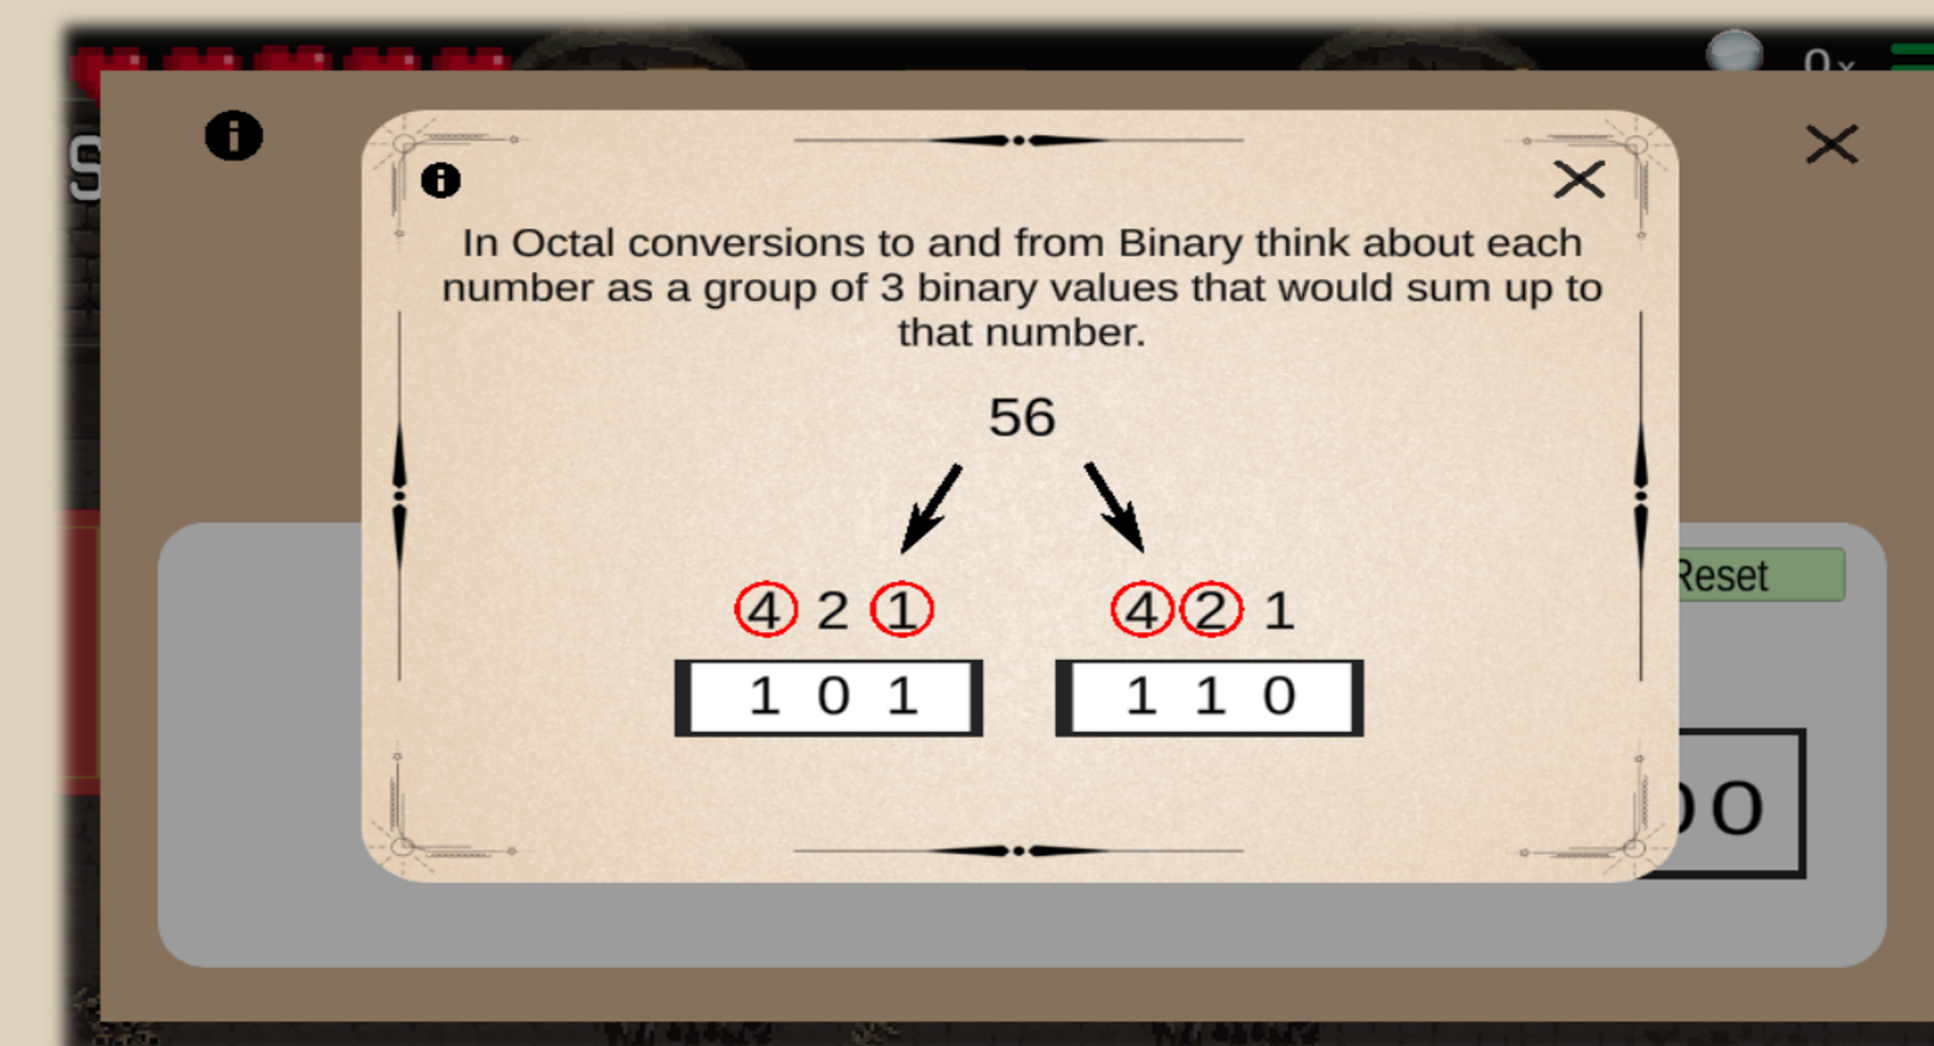 0x
S
In Octal conversions to and from Binary think about each
number as a group of 3 binary values that would sum up to
that number.
56
4 2 1 4 2 1
1 0 1 1 1 0
Reset
0 0